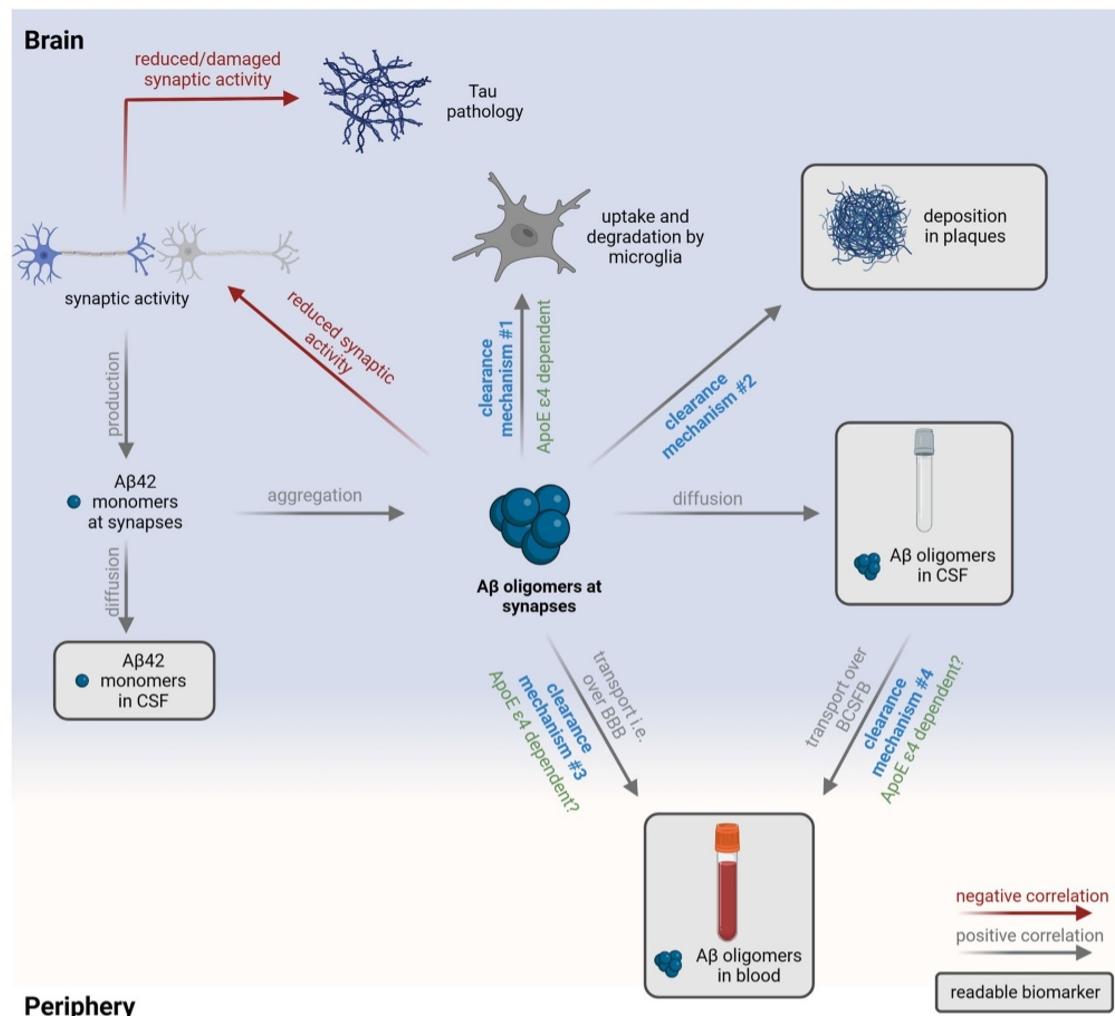 Brain
reduced/damaged
synaptic activity
Tau
pathology
uptake and
degradation by
microglia
deposition
in plaques
synaptic activity
reduced synaptic
activity
clearance
mechanism #1
ApoE ε4 dependent
clearance
mechanism #2
production
Aβ42
monomers
at synapses
aggregation
diffusion
Aβ oligomers at
synapses
Aβ oligomers
in CSF
diffusion
Aβ42
monomers
in CSF
transport i.e.
over BBB
clearance
mechanism #3
ApoE ε4 dependent?
transport over
BCSFB
clearance
mechanism #4
ApoE ε4 dependent?
Aβ oligomers
in blood
negative correlation
positive correlation
readable biomarker
Periphery